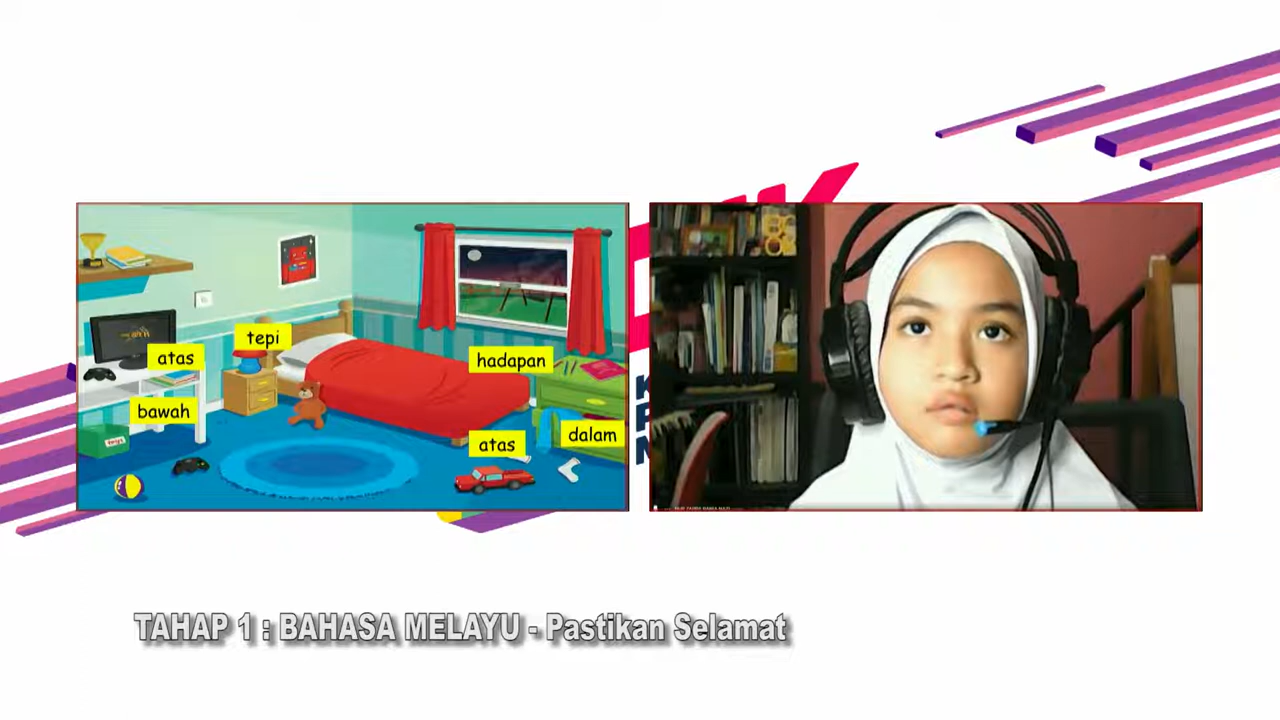 tepi
atas
hadapan
bawah
atas
dalam
TAHAP 1 : BAHASA MELAYU - Pastikan Selamat